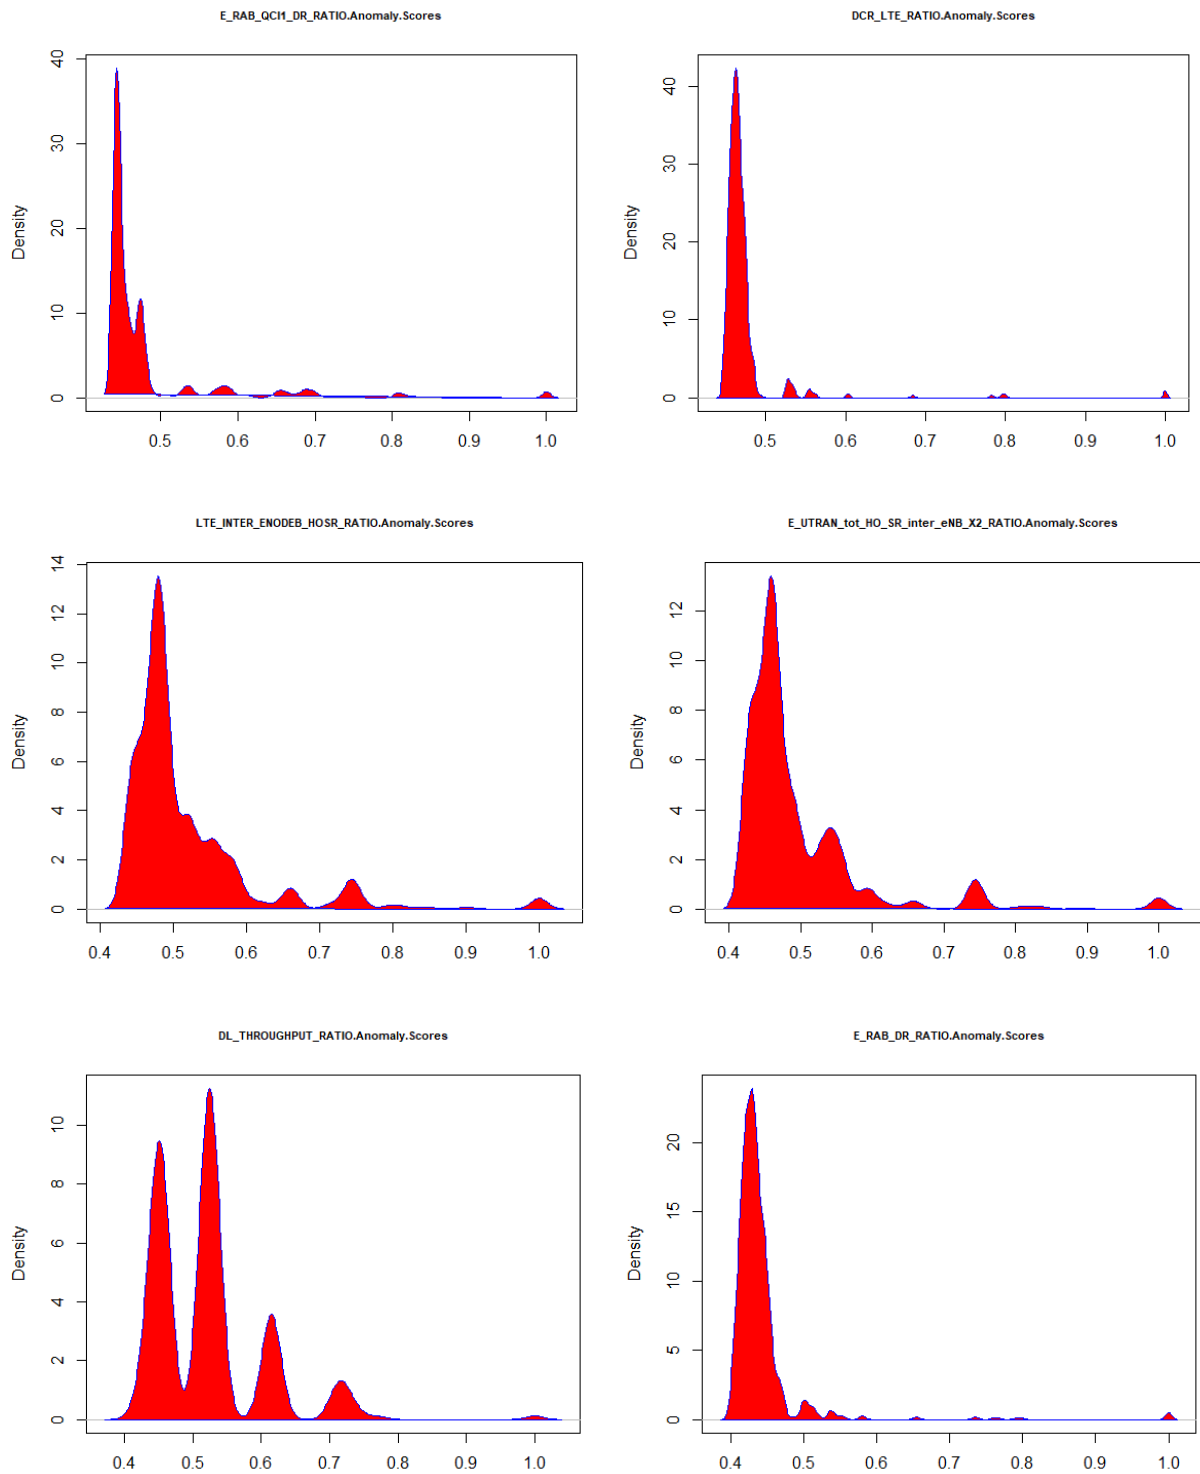 E_RAB_QCI1_DR_RATIO.Anomaly.Scores
Density
0 10 20 30 40
0.5 0.6 0.7 0.8 0.9 1.0
DCR_LTE_RATIO.Anomaly.Scores
Density
0 10 20 30 40
0.5 0.6 0.7 0.8 0.9 1.0
LTE_INTER_ENODEB_HOSR_RATIO.Anomaly.Scores
Density
0 2 4 6 8 10 12 14
0.4 0.5 0.6 0.7 0.8 0.9 1.0
E_UTRAN_tot_HO_SR_inter_eNB_X2_RATIO.Anomaly.Scores
Density
0 2 4 6 8 10 12
0.4 0.5 0.6 0.7 0.8 0.9 1.0
DL_THROUGHPUT_RATIO.Anomaly.Scores
Density
0 2 4 6 8 10
0.4 0.5 0.6 0.7 0.8 0.9 1.0
E_RAB_DR_RATIO.Anomaly.Scores
Density
0 5 10 15 20
0.4 0.5 0.6 0.7 0.8 0.9 1.0